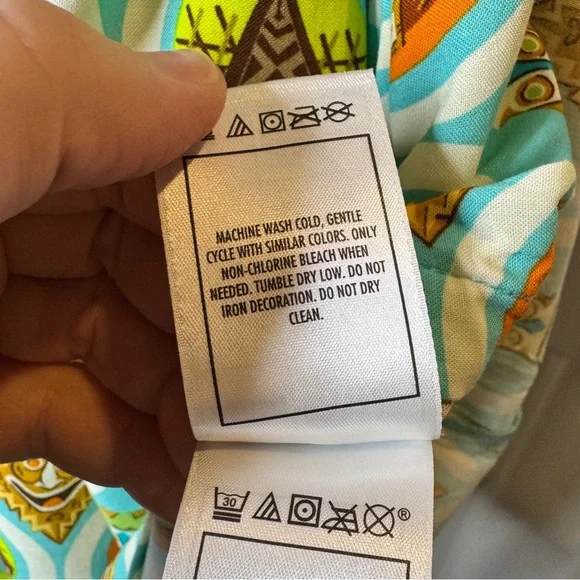 MACHINE WASH COLD, GENTLE
CYCLE WITH SIMILAR COLORS. ONLY
NON-CHLORINE BLEACH WHEN
NEEDED. TUMBLE DRY LOW. DO NOT
IRON DECORATION. DO NOT DRY
CLEAN.
30 ®